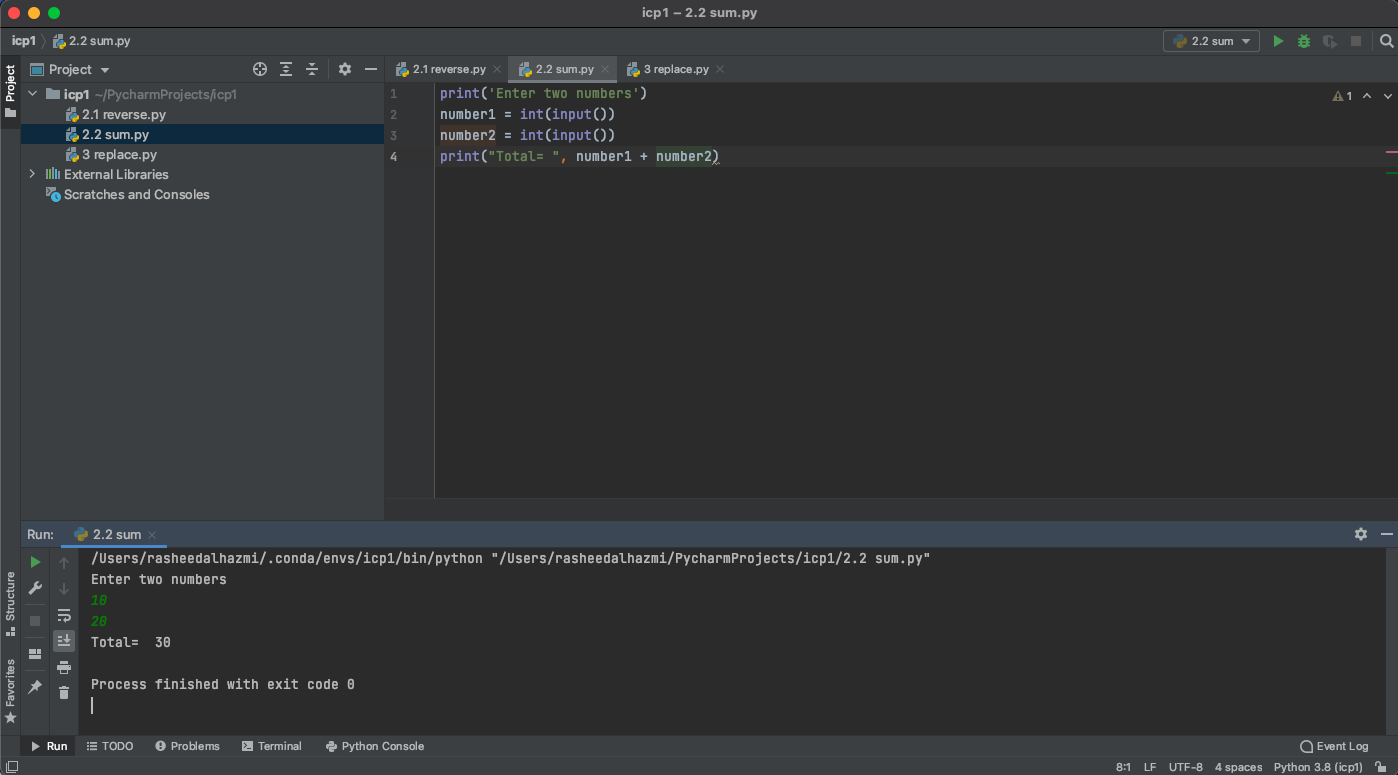 icp1 – 2.2 sum.py
icp1 2.2 sum.py
2.2 sum
Project
Project
2.1 reverse.py
2.2 sum.py
3 replace.py
icp1 ~/PycharmProjects/icp1
2.1 reverse.py
2.2 sum.py
3 replace.py
External Libraries
Scratches and Consoles
1 print('Enter two numbers')
2 number1 = int(input())
3 number2 = int(input())
4 print("Total= ", number1 + number2)
1
Run: 2.2 sum
/Users/rasheedalhazmi/.conda/envs/icp1/bin/python "/Users/rasheedalhazmi/PycharmProjects/icp1/2.2 sum.py"
Enter two numbers
10
20
Total=  30
Process finished with exit code 0
Structure
Favorites
Run TODO Problems Terminal Python Console Event Log
8:1 LF UTF-8 4 spaces Python 3.8 (icp1)